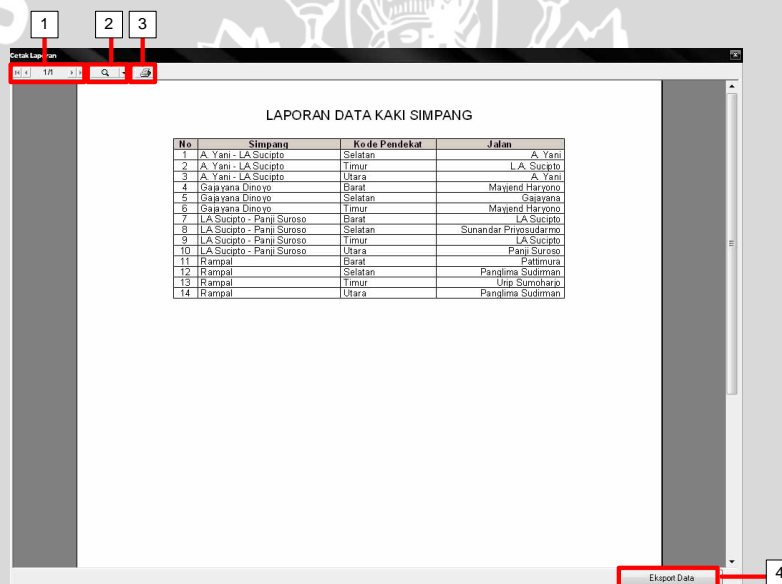 1
2
3
Cetak Laporan
1/1
LAPORAN DATA KAKI SIMPANG
No Simpang Kode Pendekat Jalan
1 A. Yani - LA Sucipto Selatan A. Yani
2 A. Yani - LA Sucipto Timur L.A. Sucipto
3 A. Yani - LA Sucipto Utara A. Yani
4 Gajayana Dinoyo Barat Mayjend Haryono
5 Gajayana Dinoyo Selatan Gajayana
6 Gajayana Dinoyo Timur Mayjend Haryono
7 LA Sucipto - Panji Suroso Barat LA Sucipto
8 LA Sucipto - Panji Suroso Selatan Sunandar Priyosudarmo
9 LA Sucipto - Panji Suroso Timur LA Sucipto
10 LA Sucipto - Panji Suroso Utara Panji Suroso
11 Rampal Barat Pattimura
12 Rampal Selatan Panglima Sudirman
13 Rampal Timur Urip Sumoharjo
14 Rampal Utara Panglima Sudirman
Eksport Data
4